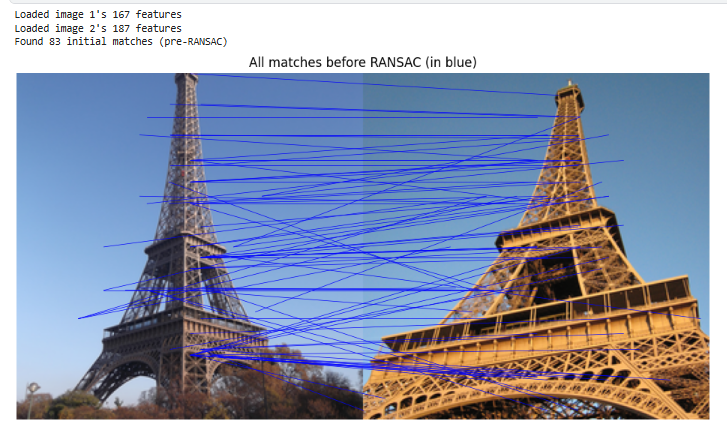 Loaded image 1's 167 features
Loaded image 2's 187 features
Found 83 initial matches (pre-RANSAC)
All matches before RANSAC (in blue)